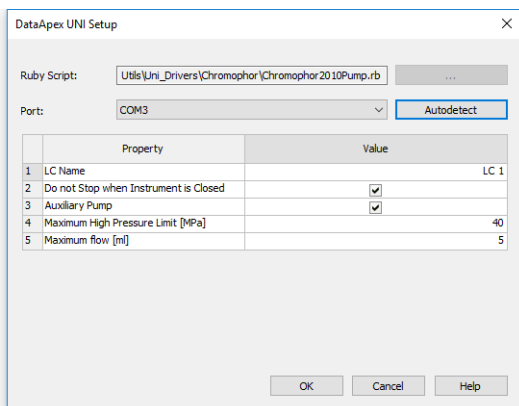 DataApex UNI Setup
Ruby Script: Utils\Uni_Drivers\Chromophor\Chromophor2010Pump.rb ...
Port: COM3 Autodetect
Property Value
1 LC Name LC 1
2 Do not Stop when Instrument is Closed
3 Auxiliary Pump
4 Maximum High Pressure Limit [MPa] 40
5 Maximum flow [ml] 5
OK Cancel Help